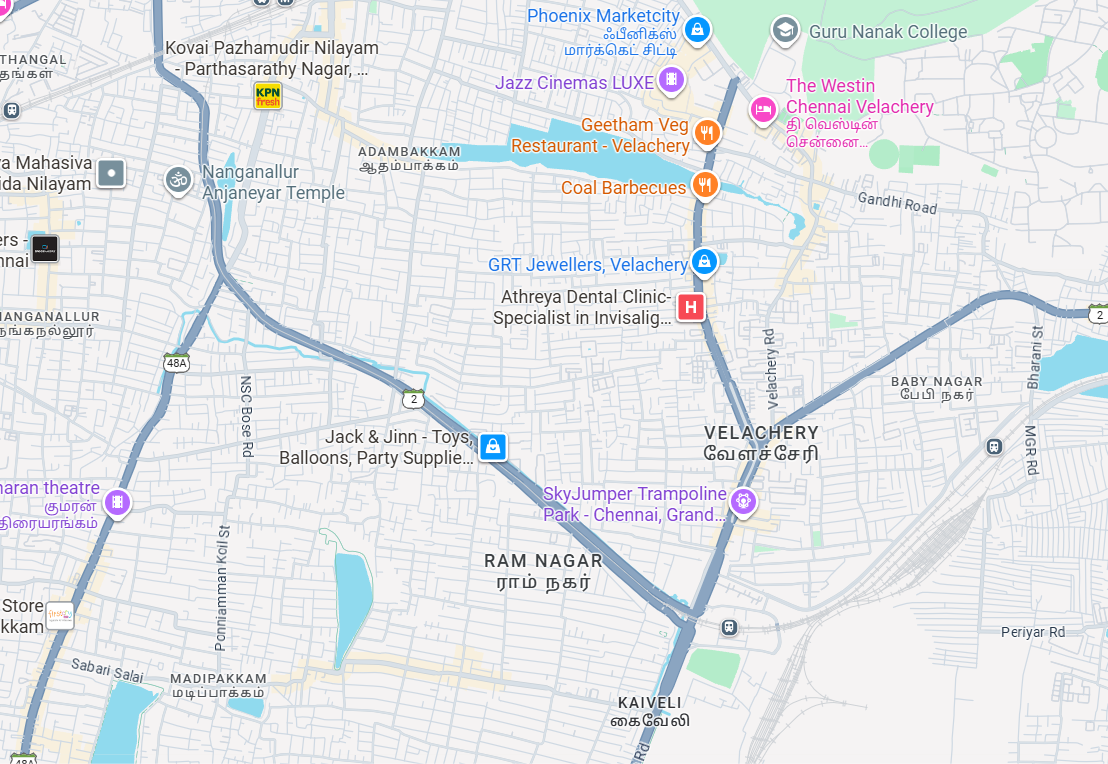 Phoenix Marketcity
ஃபீனிக்ஸ்
மார்க்கெட் சிட்டி
Guru Nanak College
Kovai Pazhamudir Nilayam
- Parthasarathy Nagar, ...
THANGAL
தங்கள்
KPN
fresh
Jazz Cinemas LUXE
The Westin
Chennai Velachery
தி வெஸ்டின்
சென்னை...
Geetham Veg
Restaurant - Velachery
ADAMBAKKAM
ஆதம்பாக்கம்
va Mahasiva
ida Nilayam
Nanganallur
Anjaneyar Temple
Coal Barbecues
Gandhi Road
ers -
nnai
GRT Jewellers, Velachery
Athreya Dental Clinic-
Specialist in Invisalig...
H
NANGANALLUR
நங்கநல்லூர்
2
48A
Velachery Rd
Bharani St
BABY NAGAR
பேபி நகர்
NSC Bose Rd
2
Jack & Jinn - Toys,
Balloons, Party Supplie...
VELACHERY
வேளச்சேரி
MGR Rd
haran theatre
குமரன்
திரையரங்கம்
SkyJumper Trampoline
Park - Chennai, Grand...
Ponniamman Koil St
RAM NAGAR
ராம் நகர்
Store
kkam
Periyar Rd
Sabari Salai
MADIPAKKAM
மடிப்பாக்கம்
KAIVELI
கைவேலி
Rd
48A